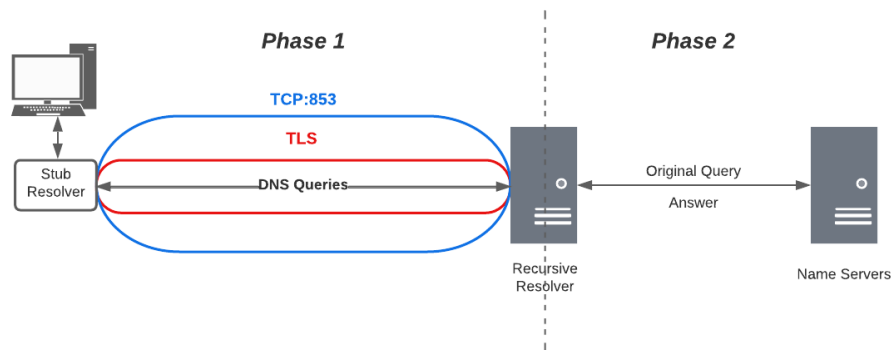 Phase 1
Phase 2
TCP:853
TLS
Stub
Resolver
DNS Queries
Original Query
Answer
Recursive
Resolver
Name Servers